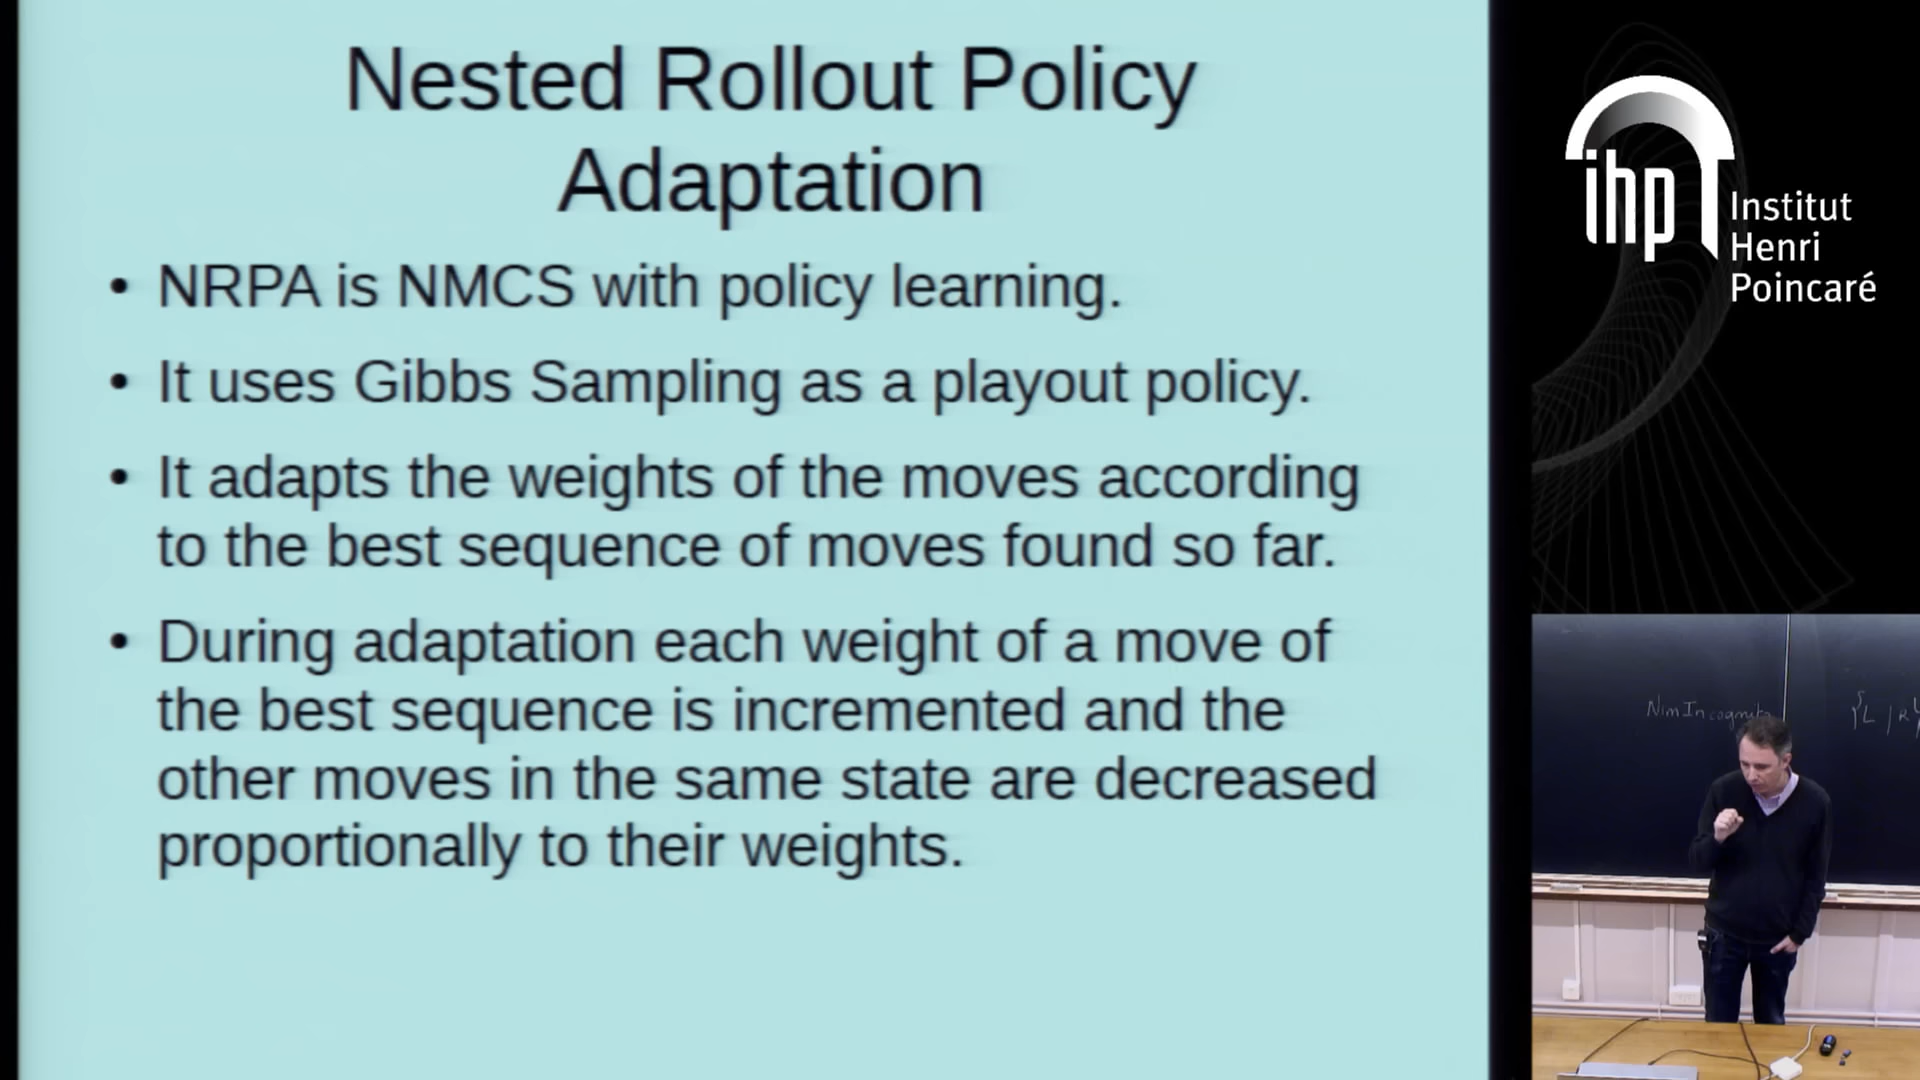 Nested Rollout Policy
Adaptation
• NRPA is NMCS with policy learning.
• It uses Gibbs Sampling as a playout policy.
• It adapts the weights of the moves according
to the best sequence of moves found so far.
• During adaptation each weight of a move of
the best sequence is incremented and the
other moves in the same state are decreased
proportionally to their weights.
ihp
Institut
Henri
Poincaré
NimIncognito
{L | R